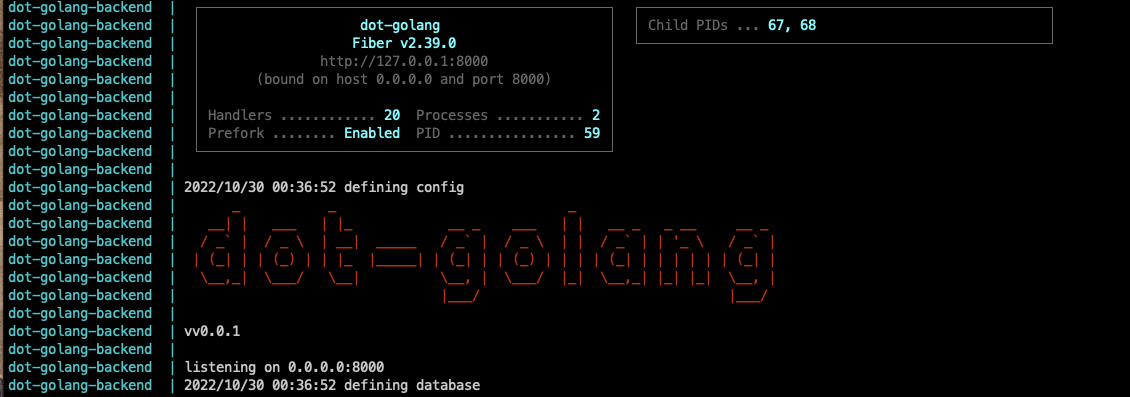 dot-golang-backend |
dot-golang-backend | dot-golang Child PIDs ... 67, 68
dot-golang-backend | Fiber v2.39.0
dot-golang-backend | http://127.0.0.1:8000
dot-golang-backend | (bound on host 0.0.0.0 and port 8000)
dot-golang-backend |
dot-golang-backend | Handlers ............ 20 Processes ........... 2
dot-golang-backend | Prefork ........ Enabled PID ................ 59
dot-golang-backend |
dot-golang-backend |
dot-golang-backend | 2022/10/30 00:36:52 defining config
dot-golang-backend |
dot-golang-backend |
dot-golang-backend | dot-golang
dot-golang-backend |
dot-golang-backend |
dot-golang-backend |
dot-golang-backend |
dot-golang-backend | vv0.0.1
dot-golang-backend |
dot-golang-backend | listening on 0.0.0.0:8000
dot-golang-backend | 2022/10/30 00:36:52 defining database